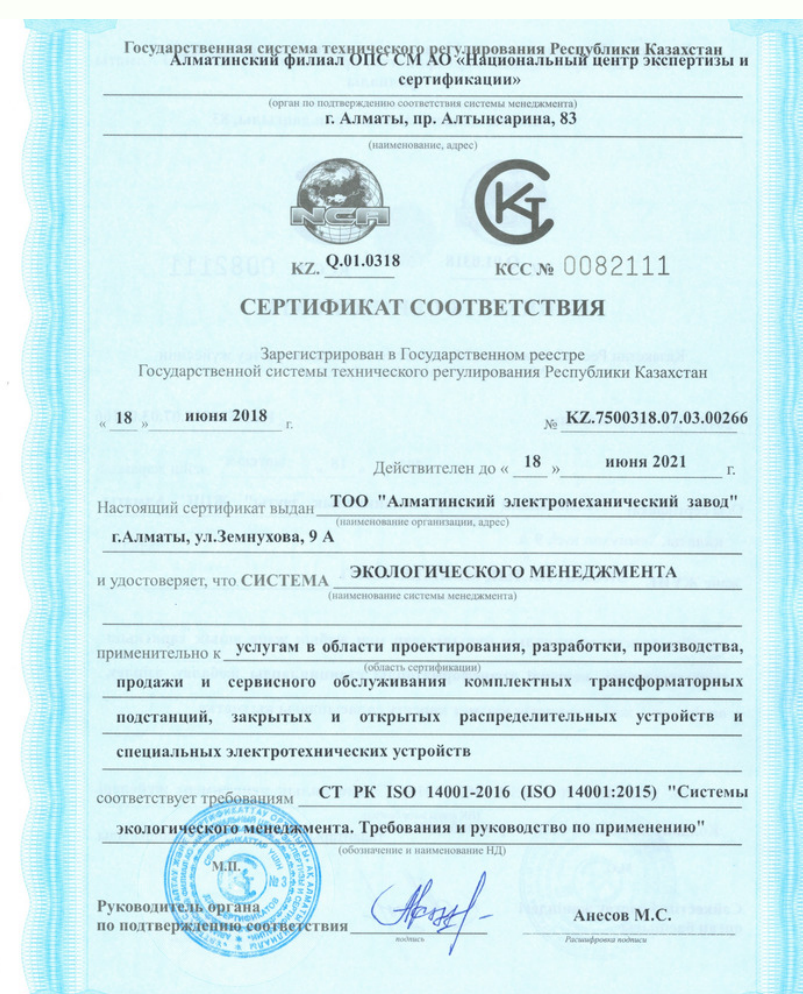 Государственная система технического регулирования Республики Казахстан
Алматинский филиал ОПС СМ АО «Национальный центр экспертизы и
сертификации»
(орган по подтверждению соответствия системы менеджмента)
г. Алматы, пр. Алтынсарина, 83
(наименование, адрес)
NCA
КСТ
KZ. Q.01.0318
КСС № 0082111
СЕРТИФИКАТ СООТВЕТСТВИЯ
Зарегистрирован в Государственном реестре
Государственной системы технического регулирования Республики Казахстан
« 18 » июня 2018 г.
№ KZ.7500318.07.03.00266
Действителен до « 18 » июня 2021 г.
Настоящий сертификат выдан ТОО "Алматинский электромеханический завод"
(наименование организации, адрес)
г.Алматы, ул.Земнухова, 9 А
и удостоверяет, что СИСТЕМА ЭКОЛОГИЧЕСКОГО МЕНЕДЖМЕНТА
(наименование системы менеджмента)
применительно к услугам в области проектирования, разработки, производства,
(область сертификации)
продажи и сервисного обслуживания комплектных трансформаторных
подстанций, закрытых и открытых распределительных устройств и
специальных электротехнических устройств
соответствует требованиям СТ РК ISO 14001-2016 (ISO 14001:2015) "Системы
экологического менеджмента. Требования и руководство по применению"
(обозначение и наименование НД)
М.П.
№ 3
Руководитель органа
по подтверждению соответствия
подпись
Анесов М.С.
Расшифровка подписи